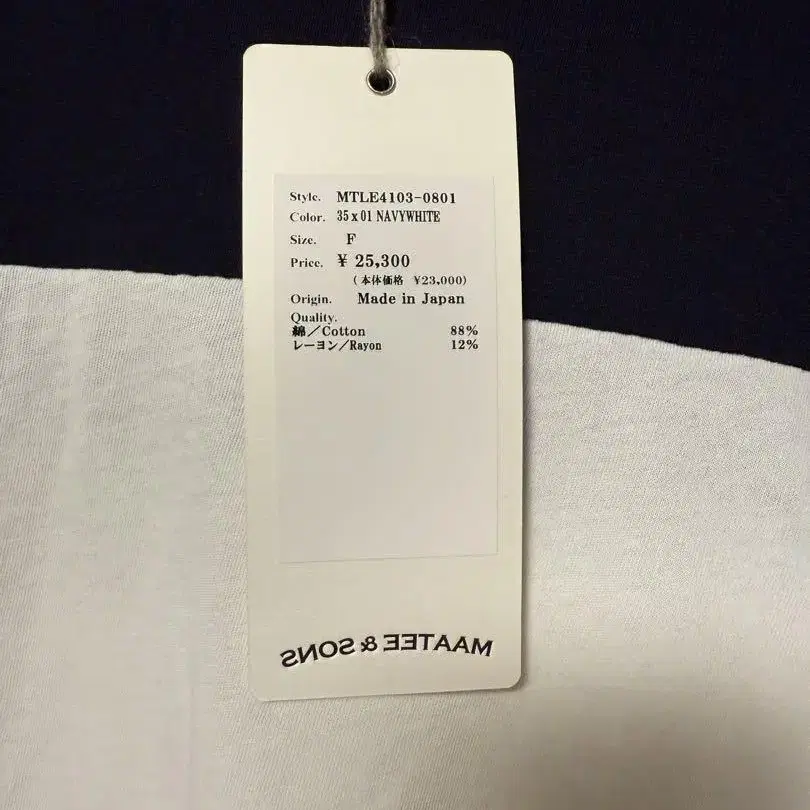 Style. MTLE4103-0801
Color. 35 x 01 NAVYWHITE
Size. F
Price. ¥ 25,300
(本体価格 ¥23,000)
Origin. Made in Japan
Quality.
綿／Cotton 88%
レーヨン／Rayon 12%
MAATEE & SONS